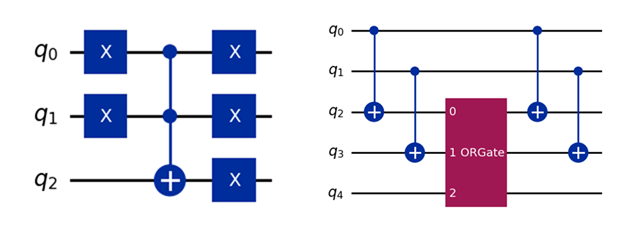 q0 X X
q1 X X
q2 X
q0
q1
q2 0
q3 1 ORGate
q4 2